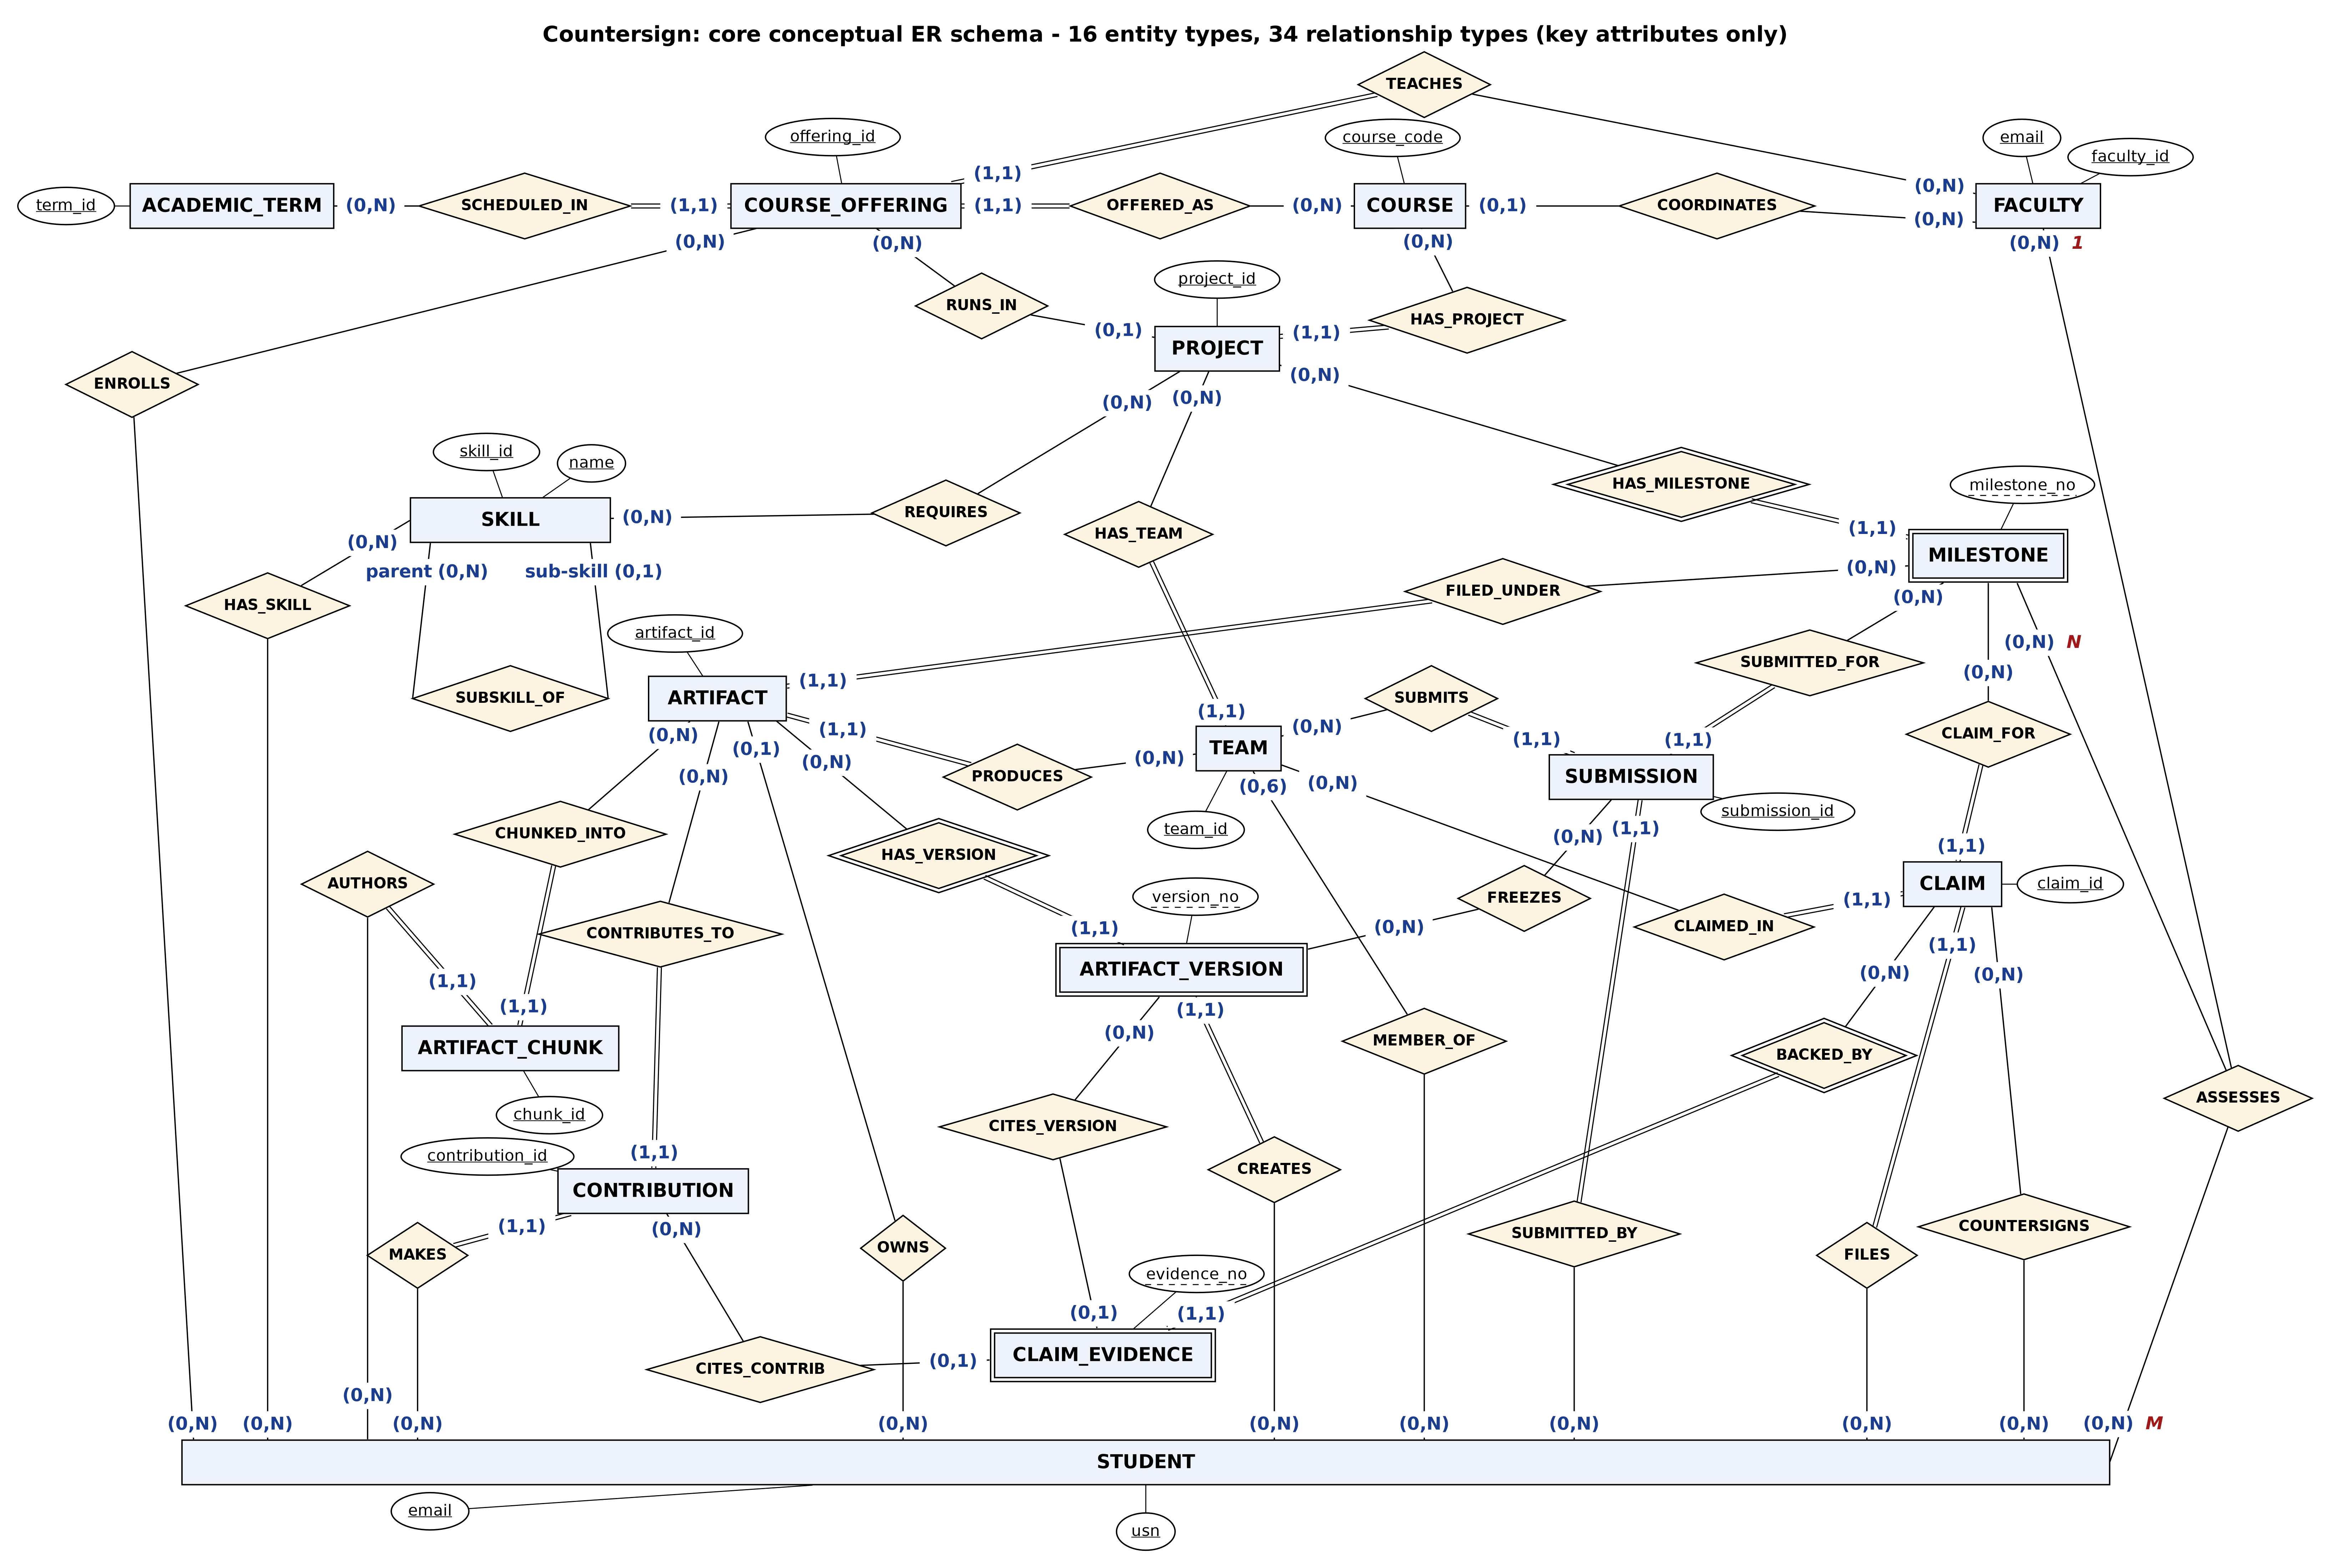 Countersign: core conceptual ER schema - 16 entity types, 34 relationship types (key attributes only)
TEACHES
offering_id
course_code
email
faculty_id
term_id
ACADEMIC_TERM
(0,N)
SCHEDULED_IN
(1,1)
COURSE_OFFERING
(1,1)
(1,1)
OFFERED_AS
(0,N)
COURSE
(0,1)
COORDINATES
(0,N)
(0,N)
FACULTY
(0,N) 1
(0,N)
(0,N)
(0,N)
project_id
RUNS_IN
(0,1)
PROJECT
(1,1)
HAS_PROJECT
ENROLLS
(0,N)
(0,N)
(0,N)
skill_id
name
SKILL
(0,N)
REQUIRES
HAS_TEAM
HAS_MILESTONE
milestone_no
(1,1)
MILESTONE
(0,N)
parent (0,N)
sub-skill (0,1)
HAS_SKILL
FILED_UNDER
(0,N)
(0,N)
(0,N) N
(0,N)
artifact_id
SUBSKILL_OF
ARTIFACT
(1,1)
(1,1)
SUBMITS
SUBMITTED_FOR
(0,N)
(0,1)
(1,1)
(0,N)
(0,N)
PRODUCES
(0,N)
TEAM
(0,N)
(1,1)
(1,1)
CLAIM_FOR
(0,6)
(0,N)
SUBMISSION
submission_id
team_id
CHUNKED_INTO
HAS_VERSION
(0,N)
(1,1)
(1,1)
AUTHORS
version_no
FREEZES
CLAIM
claim_id
(1,1)
CONTRIBUTES_TO
(1,1)
(0,N)
CLAIMED_IN
(1,1)
(1,1)
(1,1)
ARTIFACT_VERSION
(0,N)
(0,N)
ARTIFACT_CHUNK
(0,N)
(1,1)
MEMBER_OF
BACKED_BY
chunk_id
CITES_VERSION
ASSESSES
contribution_id
(1,1)
CREATES
CONTRIBUTION
(1,1)
(0,N)
MAKES
OWNS
SUBMITTED_BY
FILES
COUNTERSIGNS
evidence_no
(0,1)
(1,1)
CITES_CONTRIB
(0,1)
CLAIM_EVIDENCE
(0,N)
(0,N)
(0,N)
(0,N)
(0,N)
(0,N)
(0,N)
(0,N)
(0,N)
(0,N)
(0,N) M
STUDENT
email
usn